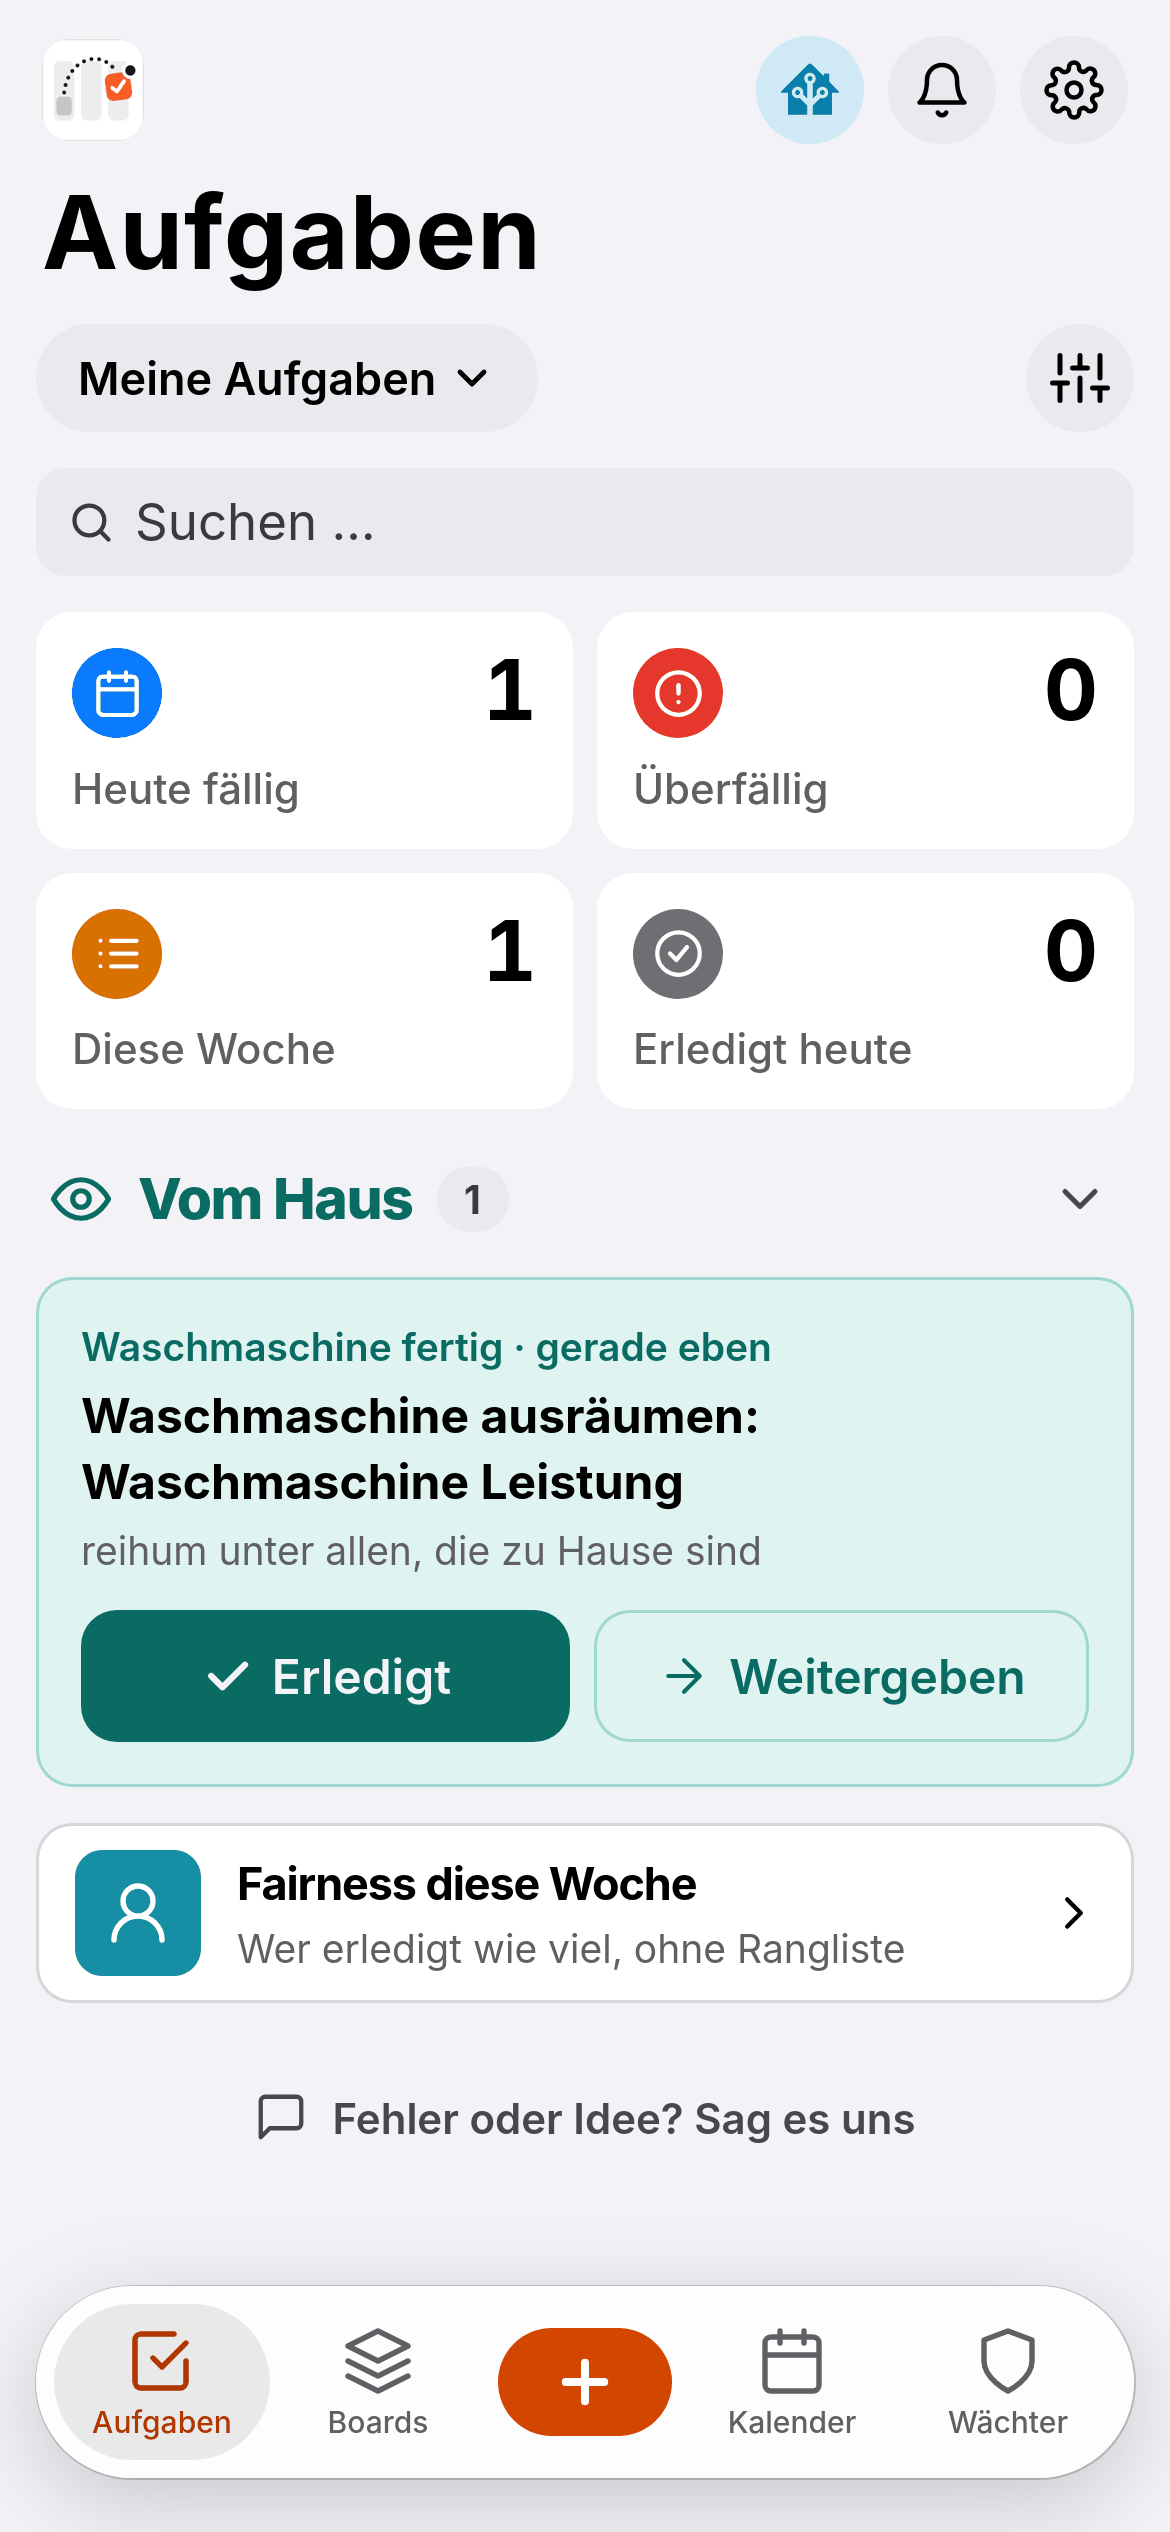 Aufgaben
Meine Aufgaben
Suchen ...
1
Heute fällig
0
Überfällig
1
Diese Woche
0
Erledigt heute
Vom Haus 1
Waschmaschine fertig · gerade eben
Waschmaschine ausräumen:
Waschmaschine Leistung
reihum unter allen, die zu Hause sind
Erledigt
Weitergeben
Fairness diese Woche
Wer erledigt wie viel, ohne Rangliste
Fehler oder Idee? Sag es uns
Aufgaben
Boards
Kalender
Wächter